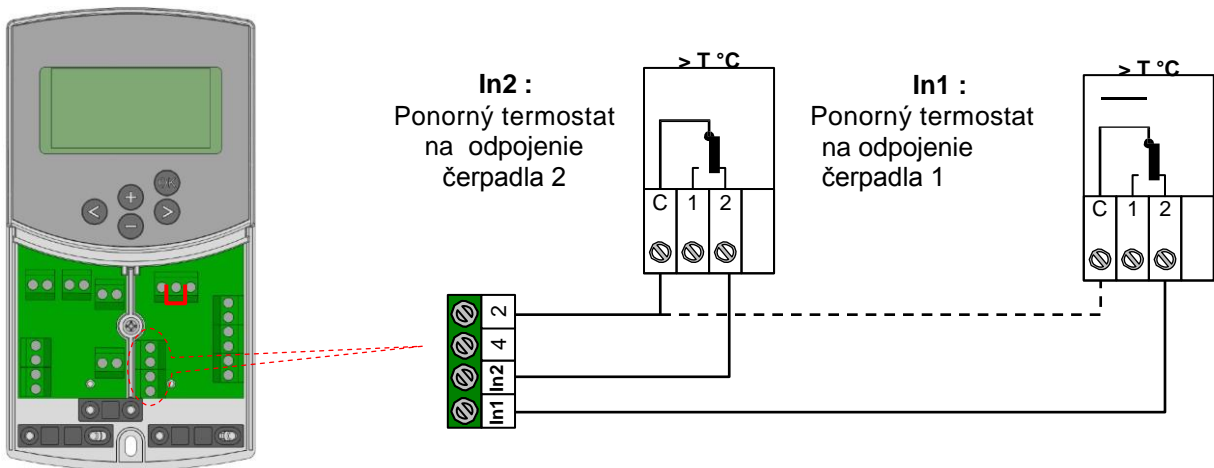 > T °C
> T °C
In2 :
Ponorný termostat
na odpojenie
čerpadla 2
In1 :
Ponorný termostat
na odpojenie
čerpadla 1
C 1 2
C 1 2
2
4
In2
In1
OK
+
<
>
−